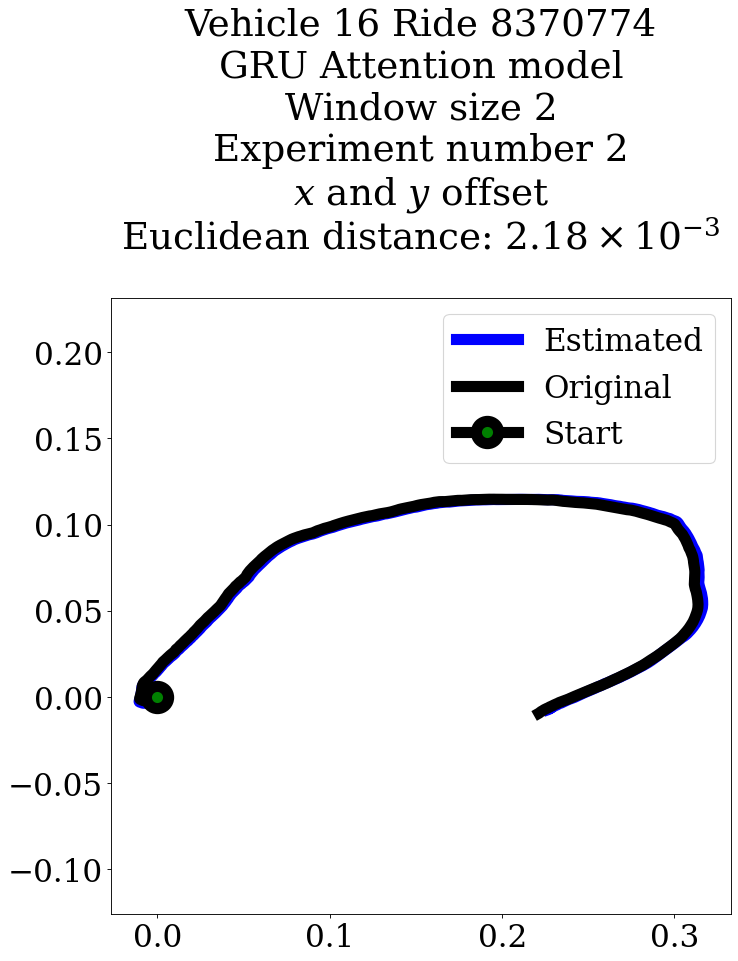 Vehicle 16 Ride 8370774
GRU Attention model
Window size 2
Experiment number 2
x and y offset
Euclidean distance: 2.18 × 10⁻³
Estimated
Original
Start
0.20
0.15
0.10
0.05
0.00
−0.05
−0.10
0.0 0.1 0.2 0.3